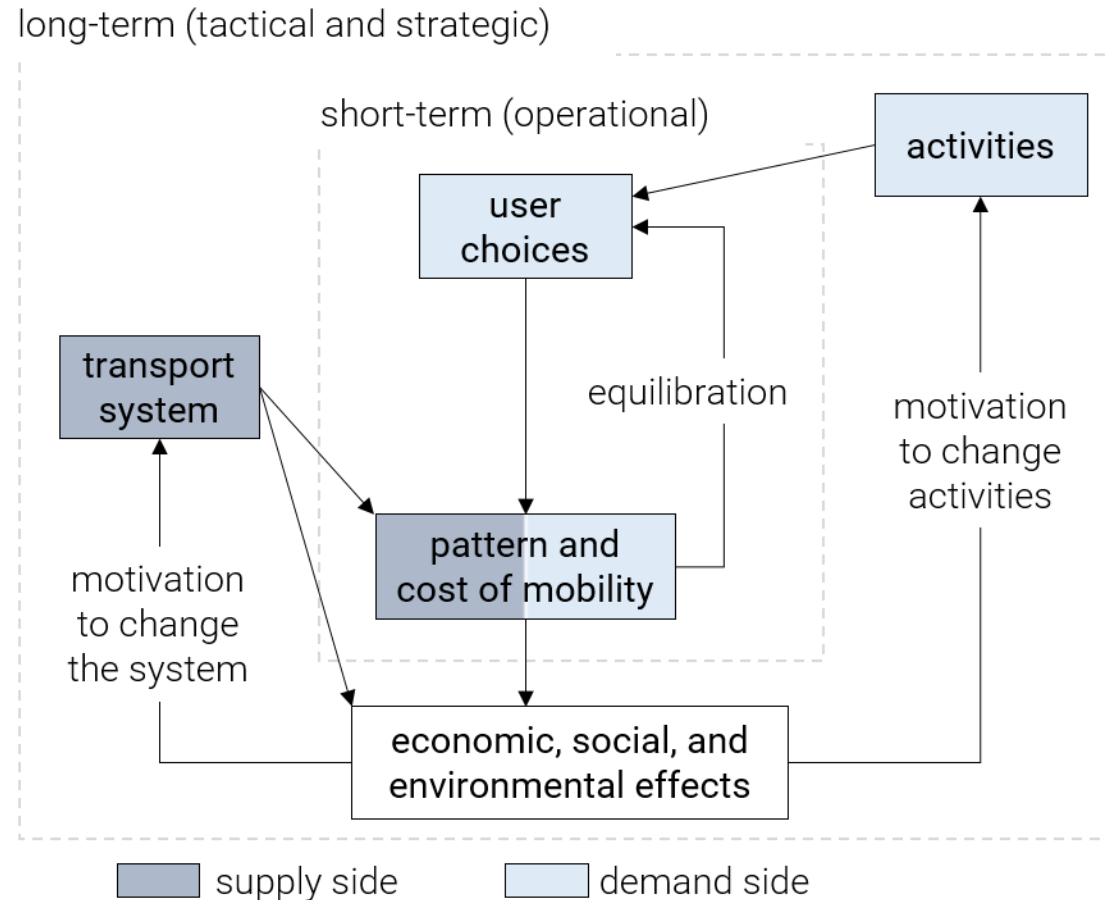 long-term (tactical and strategic)
short-term (operational)
activities
user
choices
transport
system
equilibration
motivation
to change
activities
pattern and
cost of mobility
motivation
to change
the system
economic, social, and
environmental effects
supply side
demand side